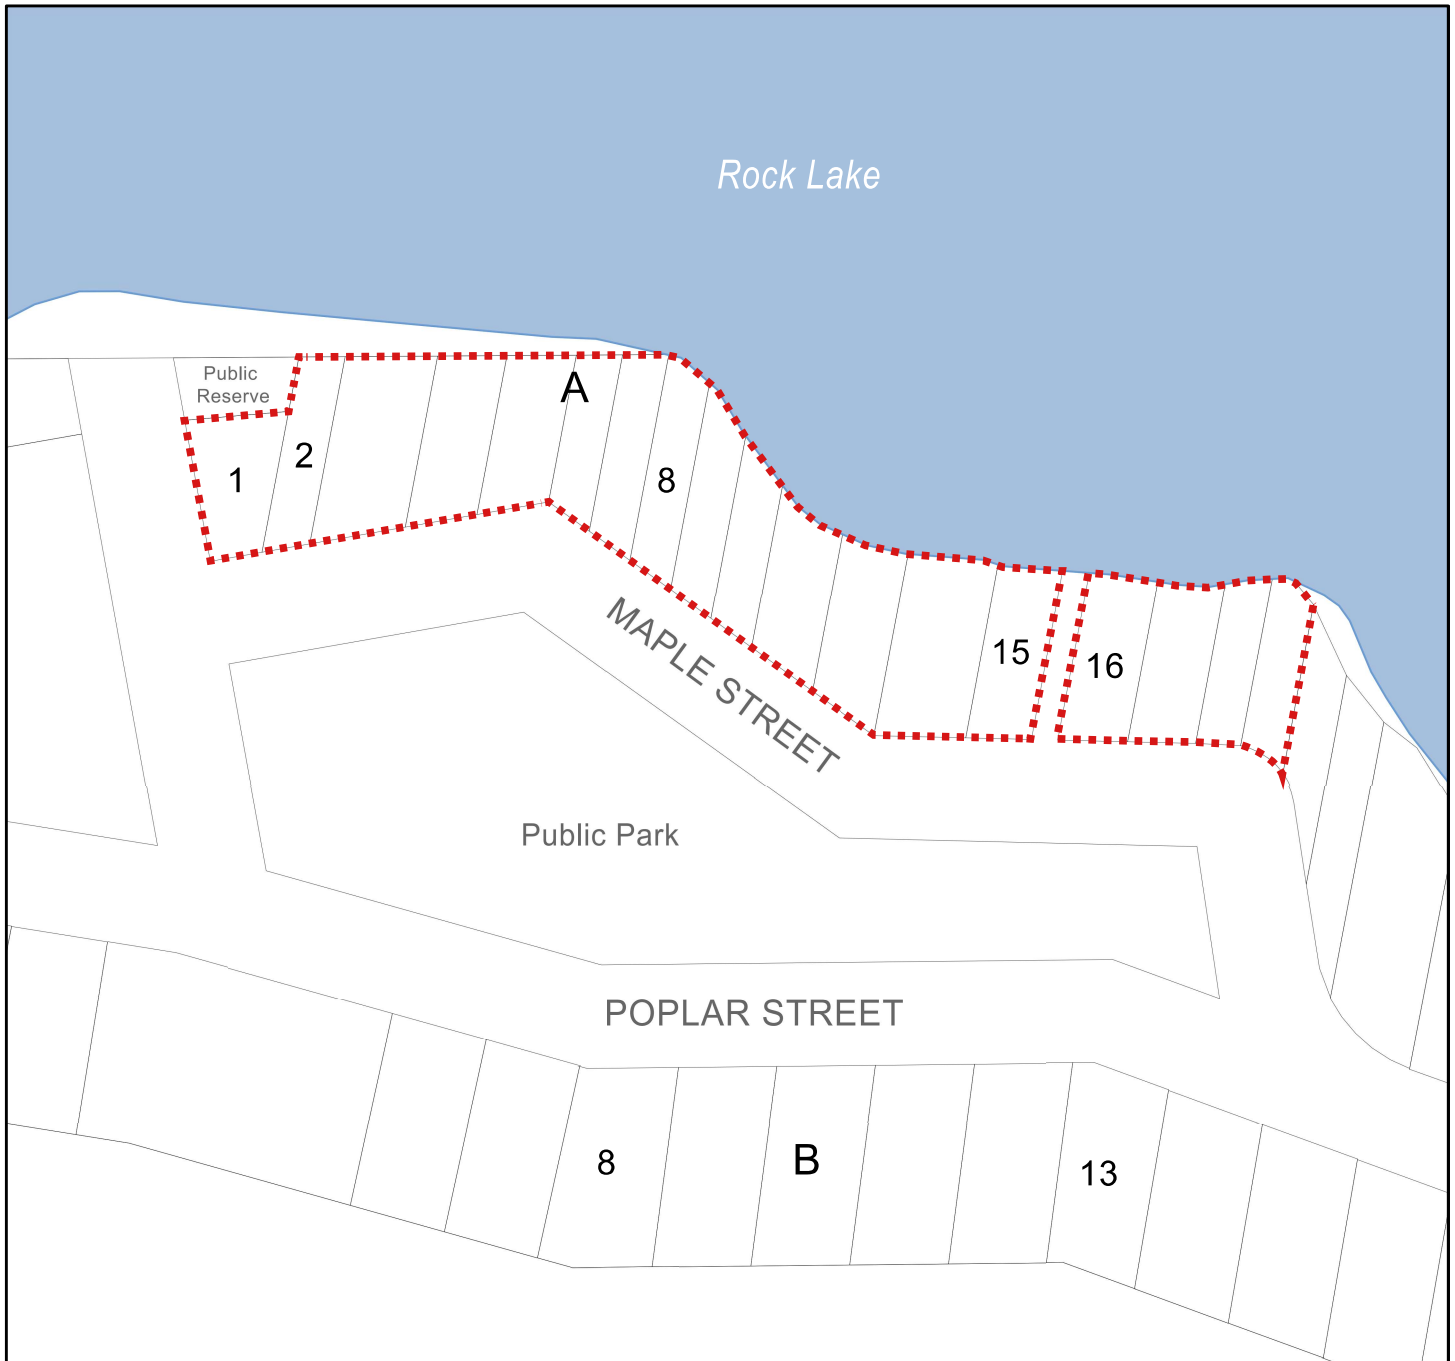 Rock Lake
Public
Reserve
A
1
2
8
15
16
MAPLE STREET
Public Park
POPLAR STREET
8
B
13